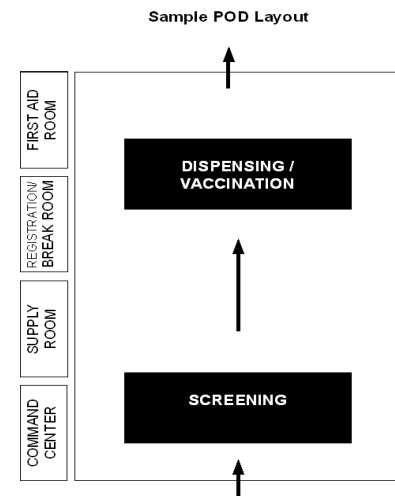 Sample POD Layout
FIRST AID
ROOM
DISPENSING /
VACCINATION
REGISTRATION/
BREAK ROOM
SUPPLY
ROOM
SCREENING
COMMAND
CENTER